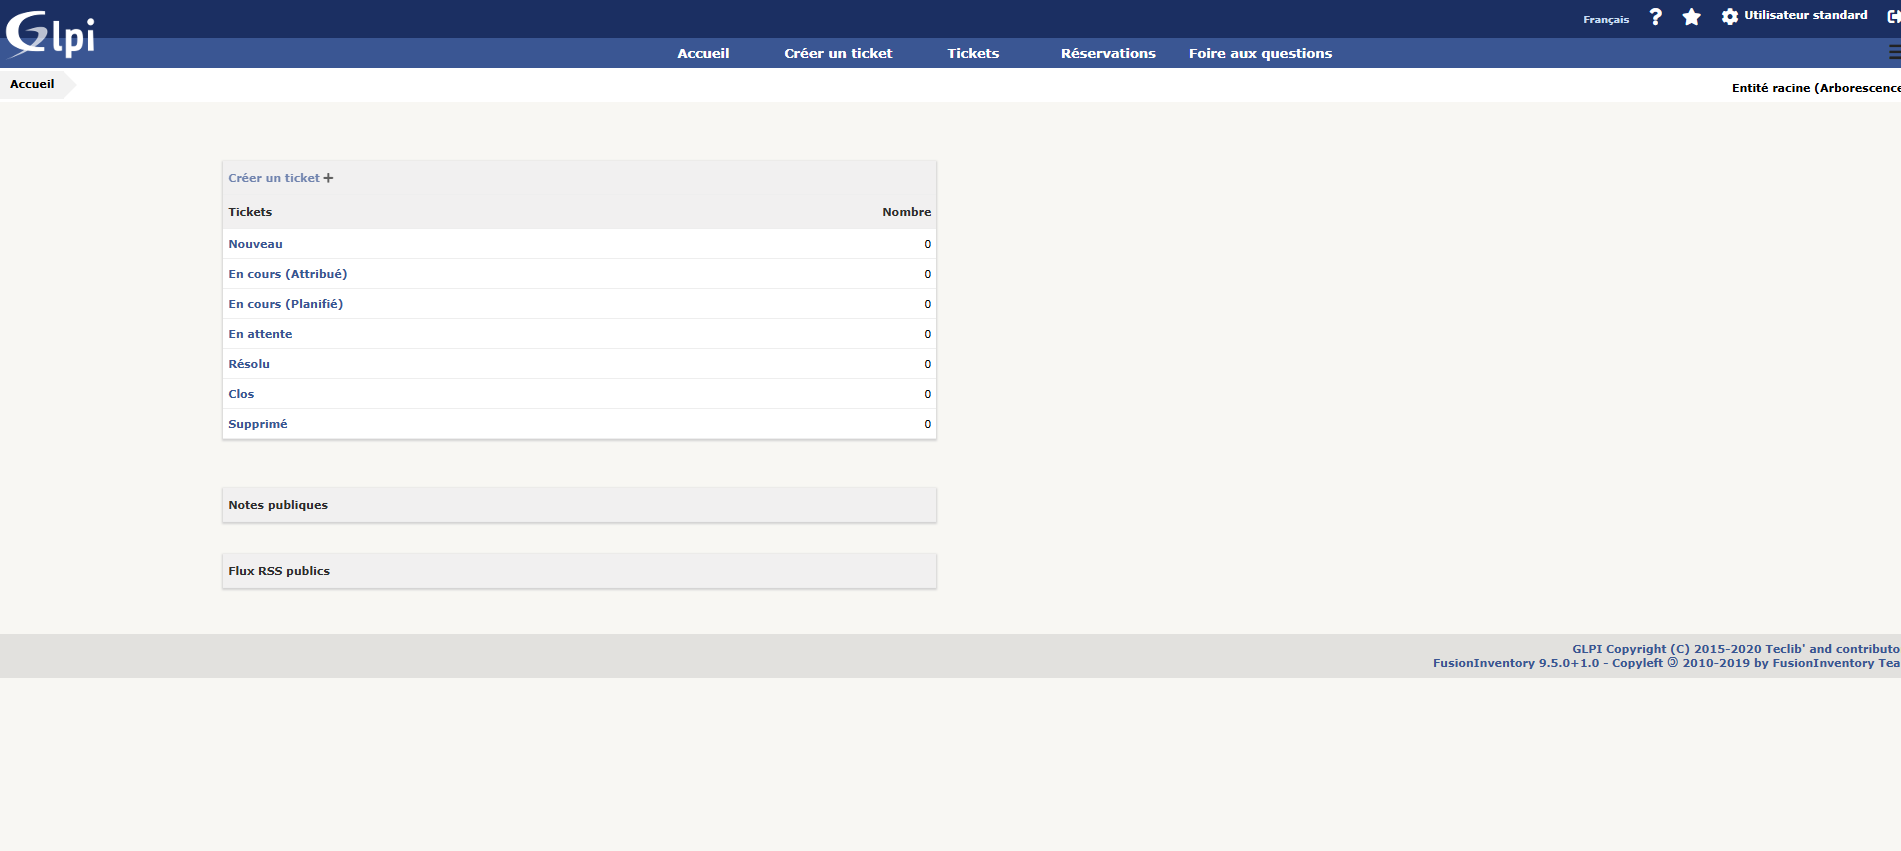 Glpi
Français ? Utilisateur standard
Accueil Créer un ticket Tickets Réservations Foire aux questions
Accueil
Entité racine (Arborescence
Créer un ticket +
Tickets Nombre
Nouveau 0
En cours (Attribué) 0
En cours (Planifié) 0
En attente 0
Résolu 0
Clos 0
Supprimé 0
Notes publiques
Flux RSS publics
GLPI Copyright (C) 2015-2020 Teclib' and contributo
FusionInventory 9.5.0+1.0 - Copyleft 🄯 2010-2019 by FusionInventory Tea